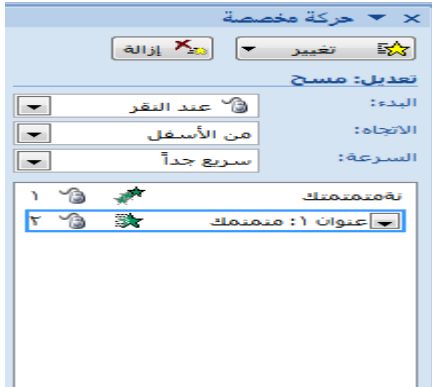 حركة مخصصة
تغيير إزالة
تعديل: مسح
البدء: عند النقر
الاتجاه: من الأسفل
السرعة: سريع جداً
نةمتمتمتك ١
عنوان ١: متمتمك ٢